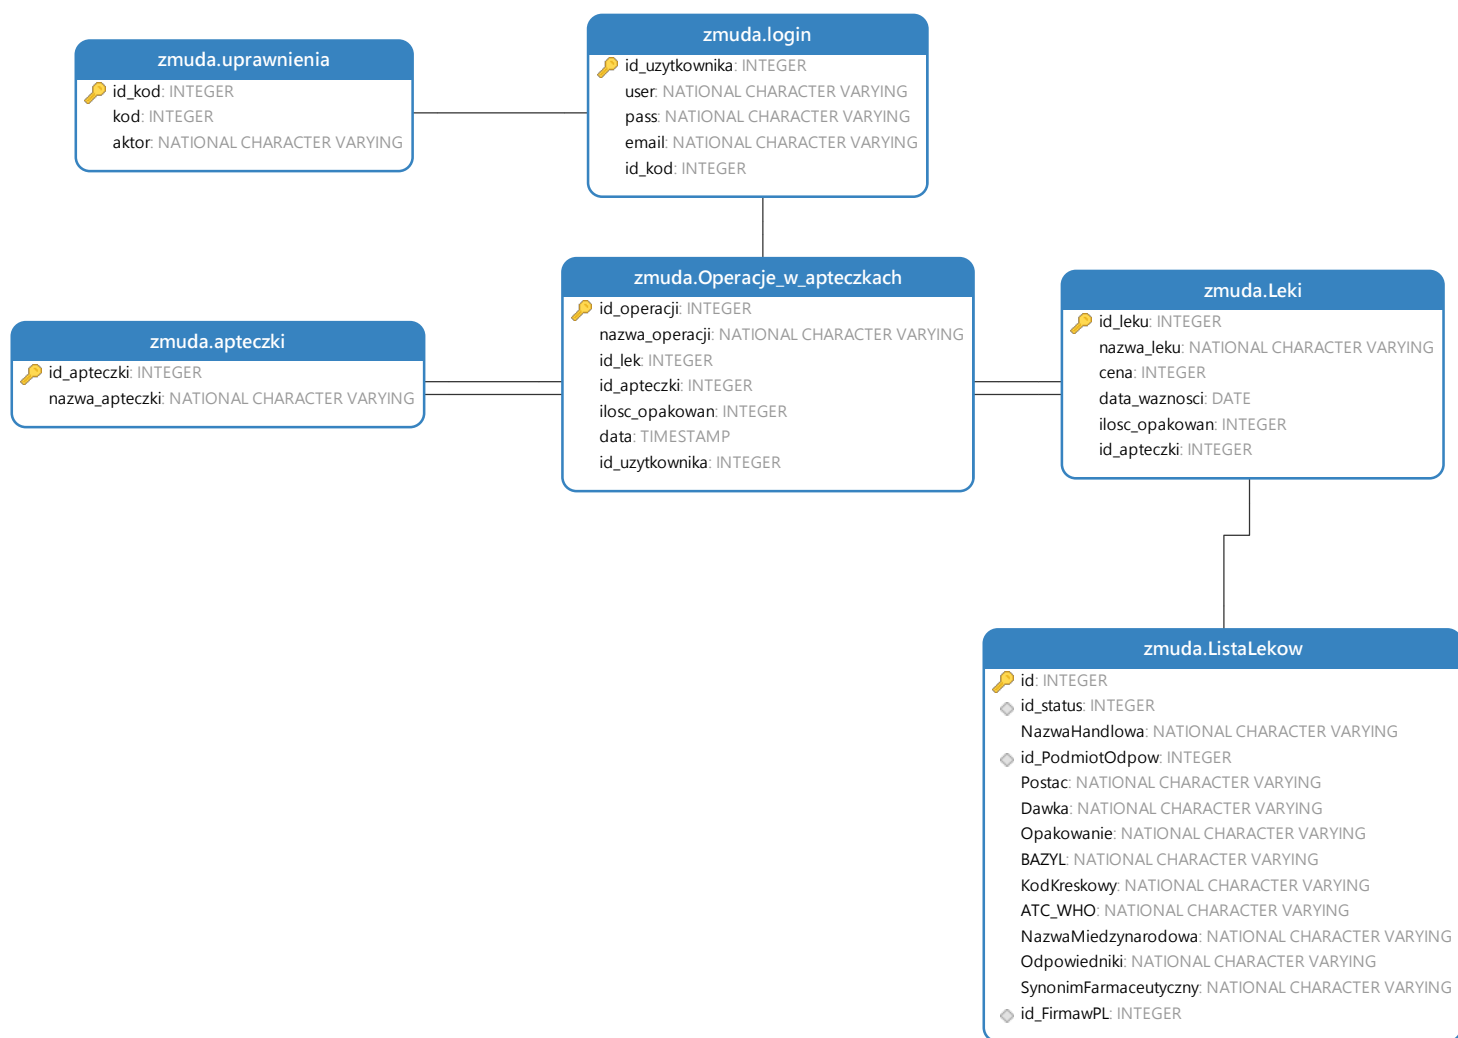 zmuda.uprawnienia
id_kod: INTEGER
kod: INTEGER
aktor: NATIONAL CHARACTER VARYING
zmuda.login
id_uzytkownika: INTEGER
user: NATIONAL CHARACTER VARYING
pass: NATIONAL CHARACTER VARYING
email: NATIONAL CHARACTER VARYING
id_kod: INTEGER
zmuda.apteczki
id_apteczki: INTEGER
nazwa_apteczki: NATIONAL CHARACTER VARYING
zmuda.Operacje_w_apteczkach
id_operacji: INTEGER
nazwa_operacji: NATIONAL CHARACTER VARYING
id_lek: INTEGER
id_apteczki: INTEGER
ilosc_opakowan: INTEGER
data: TIMESTAMP
id_uzytkownika: INTEGER
zmuda.Leki
id_leku: INTEGER
nazwa_leku: NATIONAL CHARACTER VARYING
cena: INTEGER
data_waznosci: DATE
ilosc_opakowan: INTEGER
id_apteczki: INTEGER
zmuda.ListaLekow
id: INTEGER
id_status: INTEGER
NazwaHandlowa: NATIONAL CHARACTER VARYING
id_PodmiotOdpow: INTEGER
Postac: NATIONAL CHARACTER VARYING
Dawka: NATIONAL CHARACTER VARYING
Opakowanie: NATIONAL CHARACTER VARYING
BAZYL: NATIONAL CHARACTER VARYING
KodKreskowy: NATIONAL CHARACTER VARYING
ATC_WHO: NATIONAL CHARACTER VARYING
NazwaMiedzynarodowa: NATIONAL CHARACTER VARYING
Odpowiedniki: NATIONAL CHARACTER VARYING
SynonimFarmaceutyczny: NATIONAL CHARACTER VARYING
id_FirmawPL: INTEGER